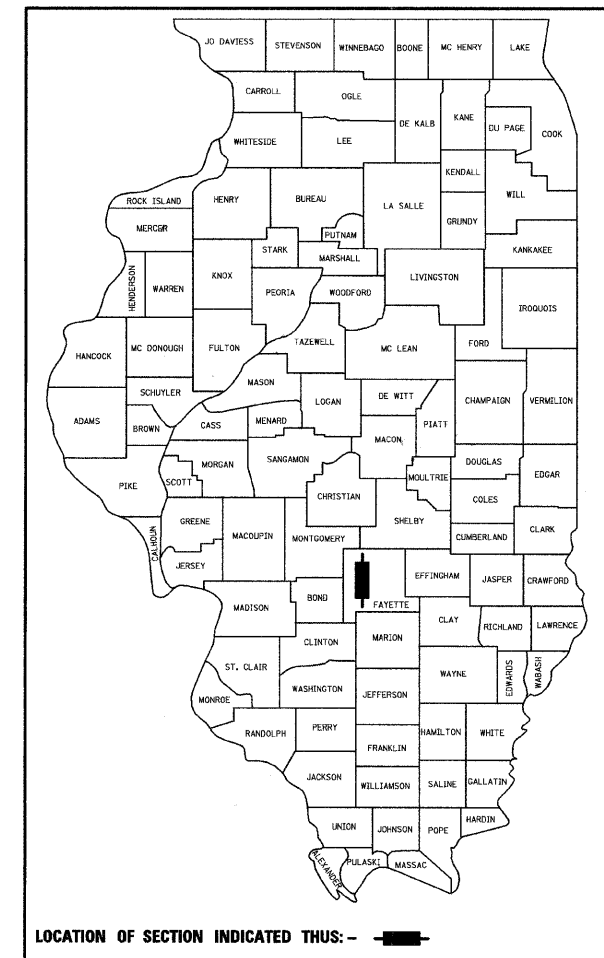 JO DAVIESS STEPHENSON WINNEBAGO BOONE MC HENRY LAKE
CARROLL OGLE DE KALB KANE DU PAGE COOK
WHITESIDE LEE KENDALL WILL
ROCK ISLAND HENRY BUREAU LA SALLE GRUNDY
MERCER PUTNAM KANKAKEE
STARK MARSHALL LIVINGSTON
HENDERSON WARREN KNOX PEORIA WOODFORD IROQUOIS
TAZEWELL FORD
HANCOCK MC DONOUGH FULTON MC LEAN
MASON
SCHUYLER LOGAN DE WITT CHAMPAIGN VERMILION
ADAMS BROWN CASS MENARD PIATT
MACON
MORGAN SANGAMON DOUGLAS
PIKE SCOTT MOULTRIE EDGAR
CHRISTIAN COLES
GREENE SHELBY
CALHOUN MACOUPIN MONTGOMERY CUMBERLAND CLARK
JERSEY
EFFINGHAM JASPER CRAWFORD
MADISON BOND FAYETTE
CLAY RICHLAND LAWRENCE
CLINTON MARION
ST. CLAIR WAYNE EDWARDS WABASH
MONROE WASHINGTON JEFFERSON
RANDOLPH PERRY HAMILTON WHITE
FRANKLIN
JACKSON WILLIAMSON SALINE GALLATIN
HARDIN
UNION JOHNSON POPE
ALEXANDER PULASKI MASSAC
LOCATION OF SECTION INDICATED THUS: -